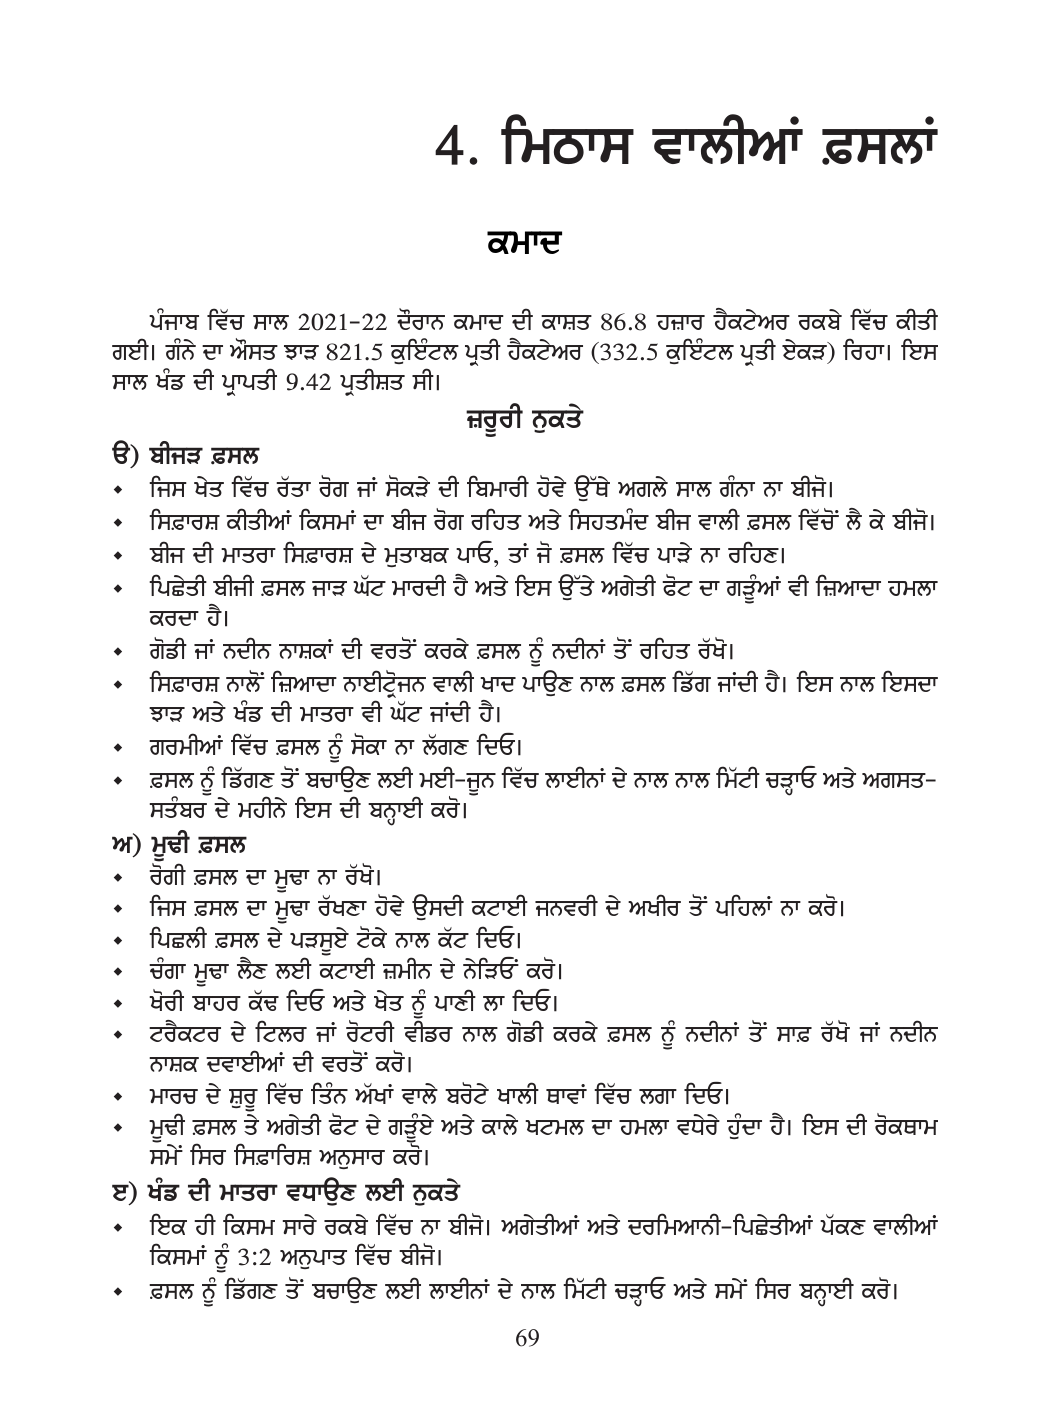 4. ਮਿਠਾਸ ਵਾਲੀਆਂ ਫ਼ਸਲਾਂ
ਕਮਾਦ
ਪੰਜਾਬ ਵਿੱਚ ਸਾਲ 2021-22 ਦੌਰਾਨ ਕਮਾਦ ਦੀ ਕਾਸ਼ਤ 86.8 ਹਜ਼ਾਰ ਹੈਕਟੇਅਰ ਰਕਬੇ ਵਿੱਚ ਕੀਤੀ
ਗਈ। ਗੰਨੇ ਦਾ ਔਸਤ ਝਾੜ 821.5 ਕੁਇੰਟਲ ਪ੍ਰਤੀ ਹੈਕਟੇਅਰ (332.5 ਕੁਇੰਟਲ ਪ੍ਰਤੀ ਏਕੜ) ਰਿਹਾ। ਇਸ
ਸਾਲ ਖੰਡ ਦੀ ਪ੍ਰਾਪਤੀ 9.42 ਪ੍ਰਤੀਸ਼ਤ ਸੀ।
ਜ਼ਰੂਰੀ ਨੁਕਤੇ
ੳ) ਬੀਜੜ ਫ਼ਸਲ
• ਜਿਸ ਖੇਤ ਵਿੱਚ ਰੱਤਾ ਰੋਗ ਜਾਂ ਸੋਕੜੇ ਦੀ ਬਿਮਾਰੀ ਹੋਵੇ ਉੱਥੇ ਅਗਲੇ ਸਾਲ ਗੰਨਾ ਨਾ ਬੀਜੋ।
• ਸਿਫ਼ਾਰਸ਼ ਕੀਤੀਆਂ ਕਿਸਮਾਂ ਦਾ ਬੀਜ ਰੋਗ ਰਹਿਤ ਅਤੇ ਸਿਹਤਮੰਦ ਬੀਜ ਵਾਲੀ ਫ਼ਸਲ ਵਿੱਚੋਂ ਲੈ ਕੇ ਬੀਜੋ।
• ਬੀਜ ਦੀ ਮਾਤਰਾ ਸਿਫ਼ਾਰਸ਼ ਦੇ ਮੁਤਾਬਕ ਪਾਓ, ਤਾਂ ਜੋ ਫ਼ਸਲ ਵਿੱਚ ਪਾੜੇ ਨਾ ਰਹਿਣ।
• ਪਿਛੇਤੀ ਬੀਜੀ ਫ਼ਸਲ ਜਾੜ ਘੱਟ ਮਾਰਦੀ ਹੈ ਅਤੇ ਇਸ ਉੱਤੇ ਅਗੇਤੀ ਫੋਟ ਦਾ ਗੜੂੰਆਂ ਵੀ ਜ਼ਿਆਦਾ ਹਮਲਾ
ਕਰਦਾ ਹੈ।
• ਗੋਡੀ ਜਾਂ ਨਦੀਨ ਨਾਸ਼ਕਾਂ ਦੀ ਵਰਤੋਂ ਕਰਕੇ ਫ਼ਸਲ ਨੂੰ ਨਦੀਨਾਂ ਤੋਂ ਰਹਿਤ ਰੱਖੋ।
• ਸਿਫ਼ਾਰਸ਼ ਨਾਲੋਂ ਜ਼ਿਆਦਾ ਨਾਈਟ੍ਰੋਜਨ ਵਾਲੀ ਖਾਦ ਪਾਉਣ ਨਾਲ ਫ਼ਸਲ ਡਿੱਗ ਜਾਂਦੀ ਹੈ। ਇਸ ਨਾਲ ਇਸਦਾ
ਝਾੜ ਅਤੇ ਖੰਡ ਦੀ ਮਾਤਰਾ ਵੀ ਘੱਟ ਜਾਂਦੀ ਹੈ।
• ਗਰਮੀਆਂ ਵਿੱਚ ਫ਼ਸਲ ਨੂੰ ਸੋਕਾ ਨਾ ਲੱਗਣ ਦਿਓ।
• ਫ਼ਸਲ ਨੂੰ ਡਿੱਗਣ ਤੋਂ ਬਚਾਉਣ ਲਈ ਮਈ-ਜੂਨ ਵਿੱਚ ਲਾਈਨਾਂ ਦੇ ਨਾਲ ਨਾਲ ਮਿੱਟੀ ਚੜ੍ਹਾਓ ਅਤੇ ਅਗਸਤ-
ਸਤੰਬਰ ਦੇ ਮਹੀਨੇ ਇਸ ਦੀ ਬਨ੍ਹਾਈ ਕਰੋ।
ਅ) ਮੂਢੀ ਫ਼ਸਲ
• ਰੋਗੀ ਫ਼ਸਲ ਦਾ ਮੂਢਾ ਨਾ ਰੱਖੋ।
• ਜਿਸ ਫ਼ਸਲ ਦਾ ਮੂਢਾ ਰੱਖਣਾ ਹੋਵੇ ਉਸਦੀ ਕਟਾਈ ਜਨਵਰੀ ਦੇ ਅਖੀਰ ਤੋਂ ਪਹਿਲਾਂ ਨਾ ਕਰੋ।
• ਪਿਛਲੀ ਫ਼ਸਲ ਦੇ ਪੜਸੂਏ ਟੋਕੇ ਨਾਲ ਕੱਟ ਦਿਓ।
• ਚੰਗਾ ਮੂਢਾ ਲੈਣ ਲਈ ਕਟਾਈ ਜ਼ਮੀਨ ਦੇ ਨੇੜਿਓਂ ਕਰੋ।
• ਖੋਰੀ ਬਾਹਰ ਕੱਢ ਦਿਓ ਅਤੇ ਖੇਤ ਨੂੰ ਪਾਣੀ ਲਾ ਦਿਓ।
• ਟਰੈਕਟਰ ਦੇ ਟਿਲਰ ਜਾਂ ਰੋਟਰੀ ਵੀਡਰ ਨਾਲ ਗੋਡੀ ਕਰਕੇ ਫ਼ਸਲ ਨੂੰ ਨਦੀਨਾਂ ਤੋਂ ਸਾਫ਼ ਰੱਖੋ ਜਾਂ ਨਦੀਨ
ਨਾਸ਼ਕ ਦਵਾਈਆਂ ਦੀ ਵਰਤੋਂ ਕਰੋ।
• ਮਾਰਚ ਦੇ ਸ਼ੁਰੂ ਵਿੱਚ ਤਿੰਨ ਅੱਖਾਂ ਵਾਲੇ ਬਰੋਟੇ ਖਾਲੀ ਥਾਵਾਂ ਵਿੱਚ ਲਗਾ ਦਿਓ।
• ਮੂਢੀ ਫ਼ਸਲ ਤੇ ਅਗੇਤੀ ਫੋਟ ਦੇ ਗੜੂੰਏ ਅਤੇ ਕਾਲੇ ਖਟਮਲ ਦਾ ਹਮਲਾ ਵਧੇਰੇ ਹੁੰਦਾ ਹੈ। ਇਸ ਦੀ ਰੋਕਥਾਮ
ਸਮੇਂ ਸਿਰ ਸਿਫ਼ਾਰਿਸ਼ ਅਨੁਸਾਰ ਕਰੋ।
ੲ) ਖੰਡ ਦੀ ਮਾਤਰਾ ਵਧਾਉਣ ਲਈ ਨੁਕਤੇ
• ਇਕ ਹੀ ਕਿਸਮ ਸਾਰੇ ਰਕਬੇ ਵਿੱਚ ਨਾ ਬੀਜੋ। ਅਗੇਤੀਆਂ ਅਤੇ ਦਰਮਿਆਨੀ-ਪਿਛੇਤੀਆਂ ਪੱਕਣ ਵਾਲੀਆਂ
ਕਿਸਮਾਂ ਨੂੰ 3:2 ਅਨੁਪਾਤ ਵਿੱਚ ਬੀਜੋ।
• ਫ਼ਸਲ ਨੂੰ ਡਿੱਗਣ ਤੋਂ ਬਚਾਉਣ ਲਈ ਲਾਈਨਾਂ ਦੇ ਨਾਲ ਮਿੱਟੀ ਚੜ੍ਹਾਓ ਅਤੇ ਸਮੇਂ ਸਿਰ ਬਨ੍ਹਾਈ ਕਰੋ।
69